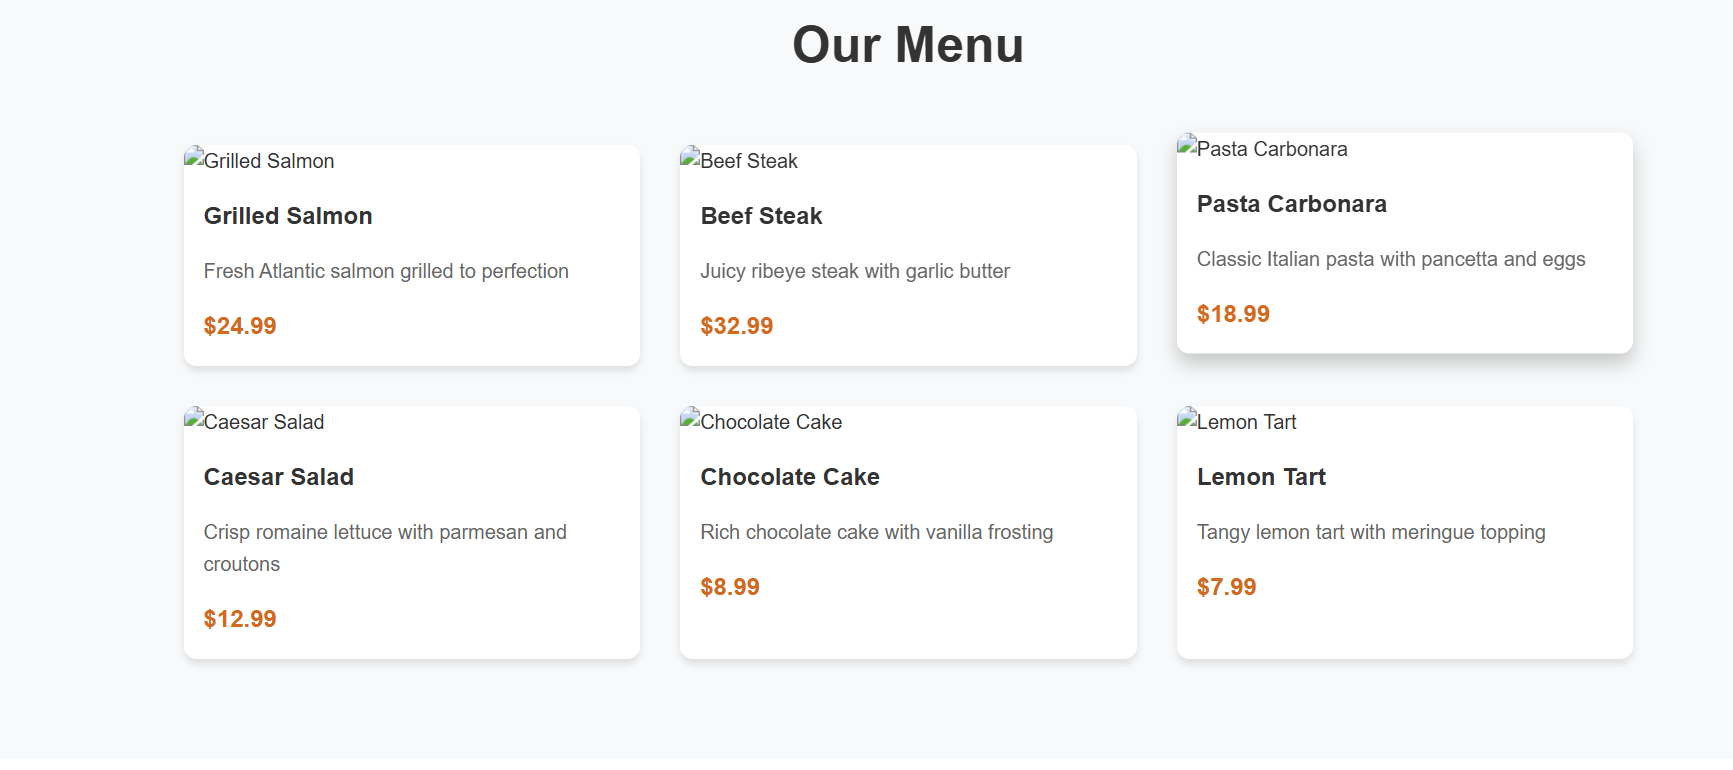 Our Menu
Grilled Salmon
Grilled Salmon
Fresh Atlantic salmon grilled to perfection
$24.99
Beef Steak
Beef Steak
Juicy ribeye steak with garlic butter
$32.99
Pasta Carbonara
Pasta Carbonara
Classic Italian pasta with pancetta and eggs
$18.99
Caesar Salad
Caesar Salad
Crisp romaine lettuce with parmesan and
croutons
$12.99
Chocolate Cake
Chocolate Cake
Rich chocolate cake with vanilla frosting
$8.99
Lemon Tart
Lemon Tart
Tangy lemon tart with meringue topping
$7.99